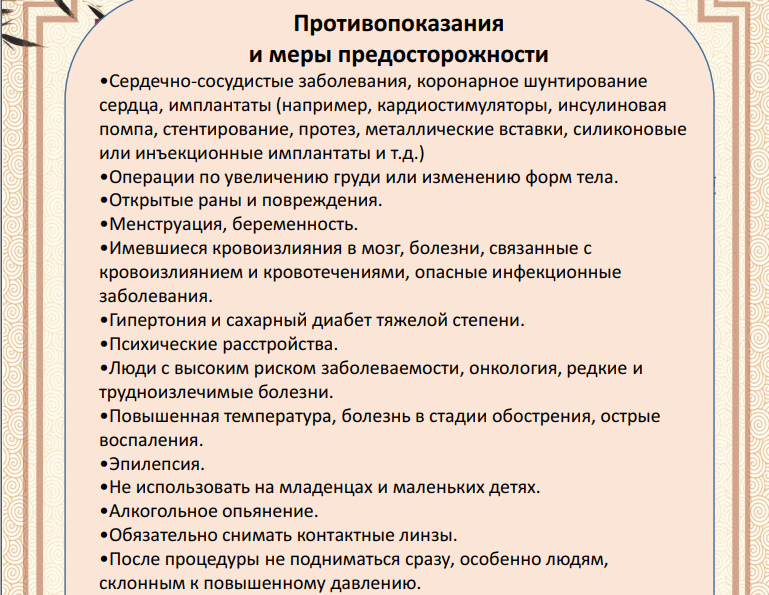 Противопоказания
и меры предосторожности
•Сердечно-сосудистые заболевания, коронарное шунтирование
сердца, имплантаты (например, кардиостимуляторы, инсулиновая
помпа, стентирование, протез, металлические вставки, силиконовые
или инъекционные имплантаты и т.д.)
•Операции по увеличению груди или изменению форм тела.
•Открытые раны и повреждения.
•Менструация, беременность.
•Имевшиеся кровоизлияния в мозг, болезни, связанные с
кровоизлиянием и кровотечениями, опасные инфекционные
заболевания.
•Гипертония и сахарный диабет тяжелой степени.
•Психические расстройства.
•Люди с высоким риском заболеваемости, онкология, редкие и
трудноизлечимые болезни.
•Повышенная температура, болезнь в стадии обострения, острые
воспаления.
•Эпилепсия.
•Не использовать на младенцах и маленьких детях.
•Алкогольное опьянение.
•Обязательно снимать контактные линзы.
•После процедуры не подниматься сразу, особенно людям,
склонным к повышенному давлению.